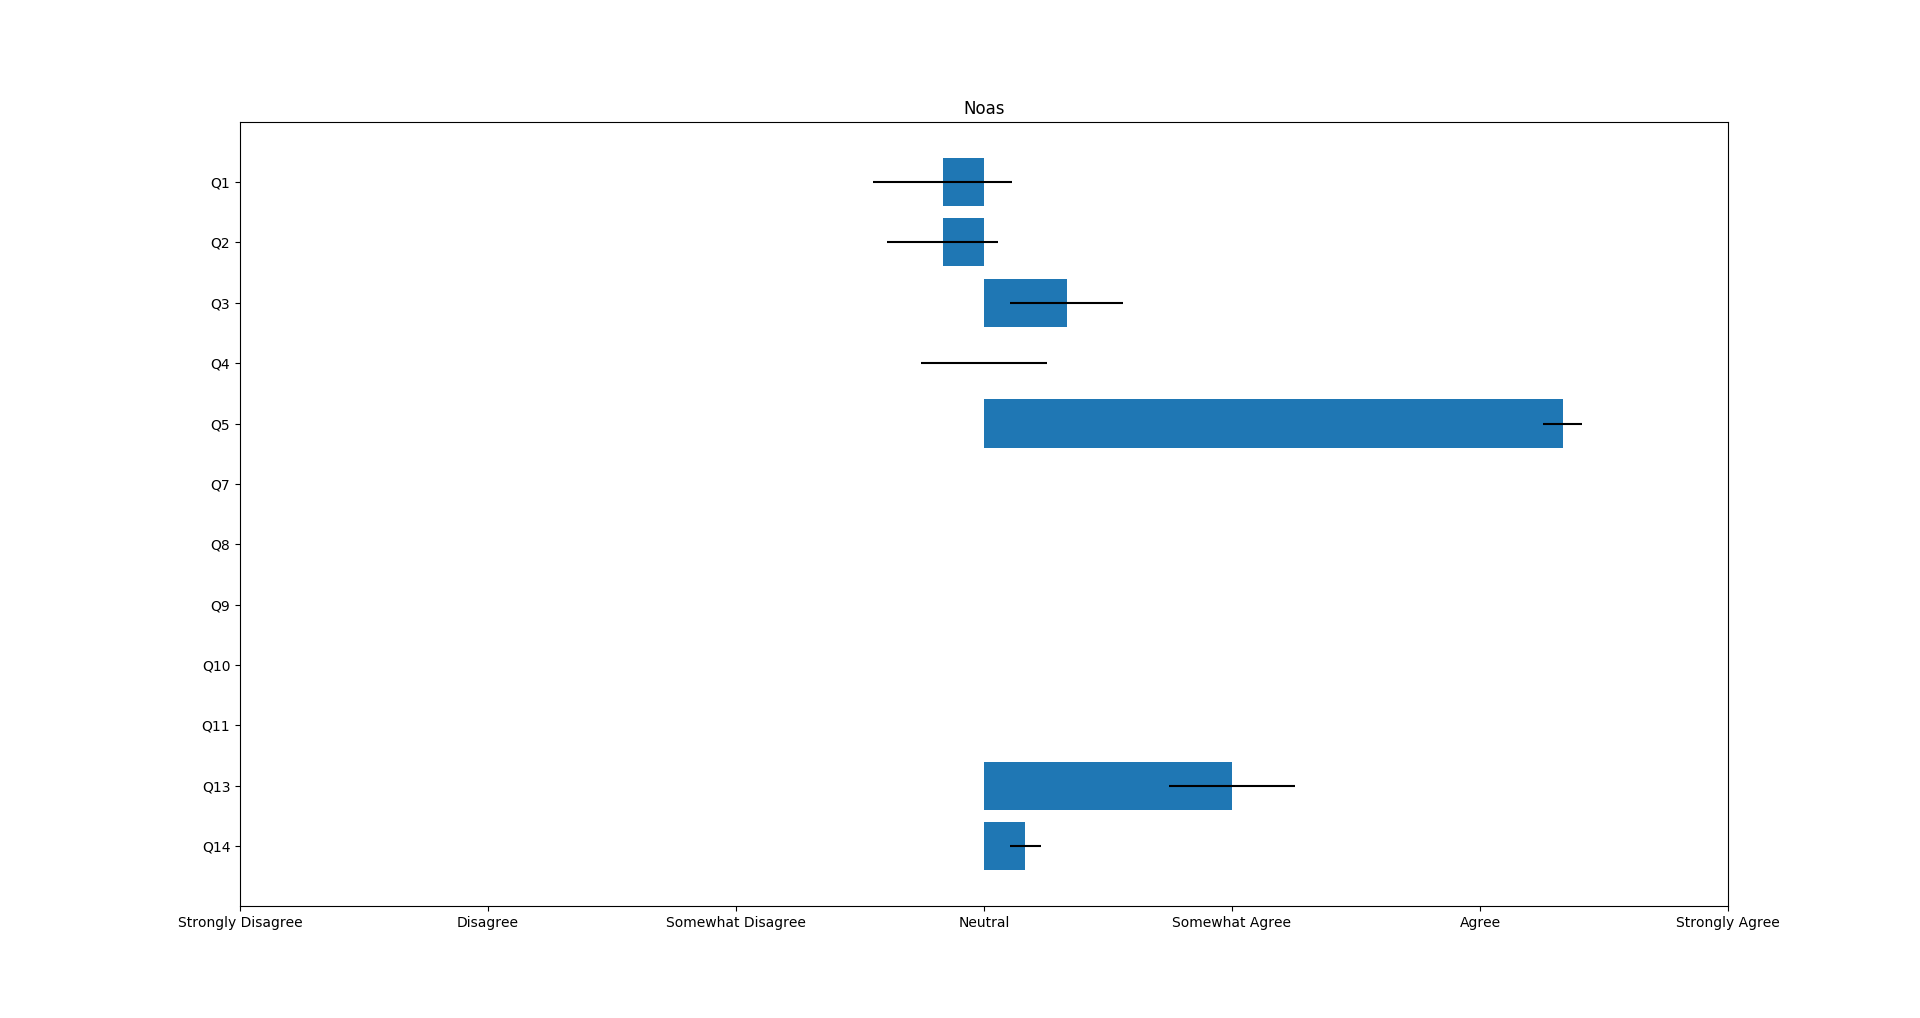 Noas
Q1
Q2
Q3
Q4
Q5
Q7
Q8
Q9
Q10
Q11
Q13
Q14
Strongly Disagree Disagree Somewhat Disagree Neutral Somewhat Agree Agree Strongly Agree